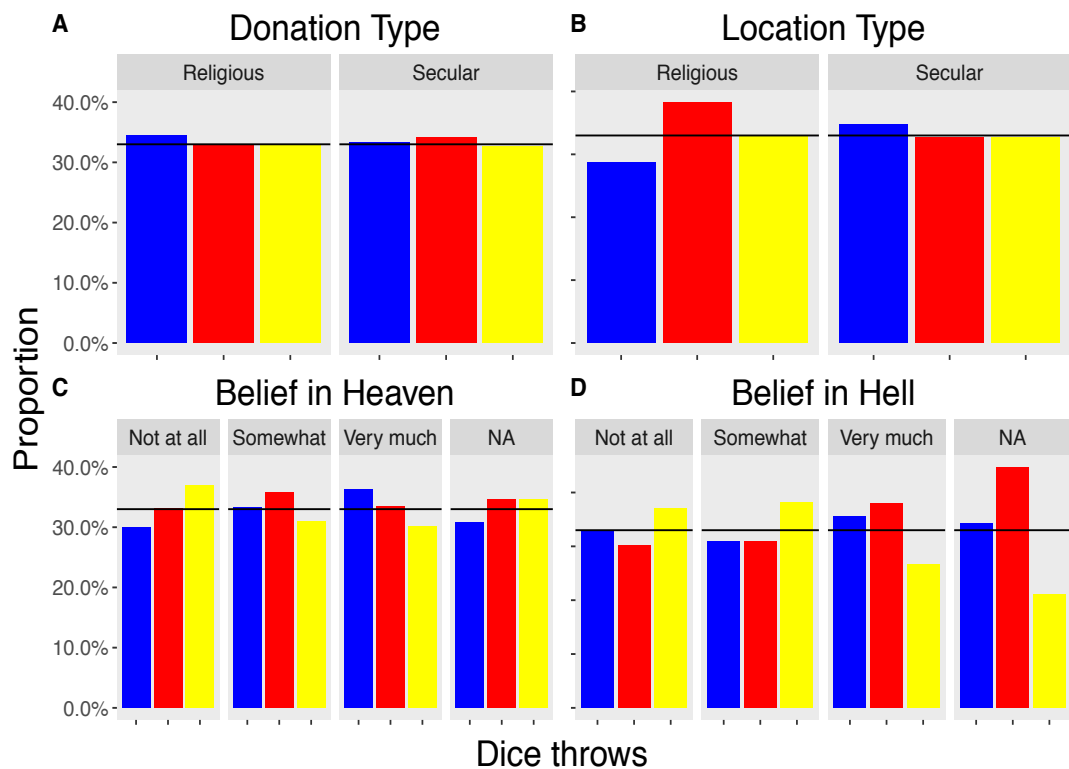 A Donation Type
B Location Type
Religious Secular
Religious Secular
40.0%
30.0%
20.0%
10.0%
0.0%
Proportion
C Belief in Heaven
D Belief in Hell
Not at all Somewhat Very much NA
Not at all Somewhat Very much NA
40.0%
30.0%
20.0%
10.0%
0.0%
Dice throws